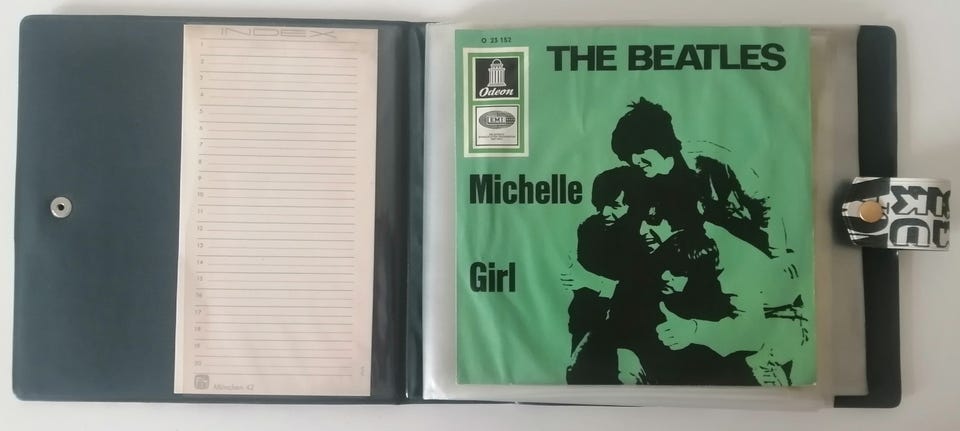 INDEX
1
2
3
4
5
6
7
8
9
10
11
12
13
14
15
16
17
18
19
20
München 42
O 23 152
THE BEATLES
Odeon
EMI
Michelle
Girl